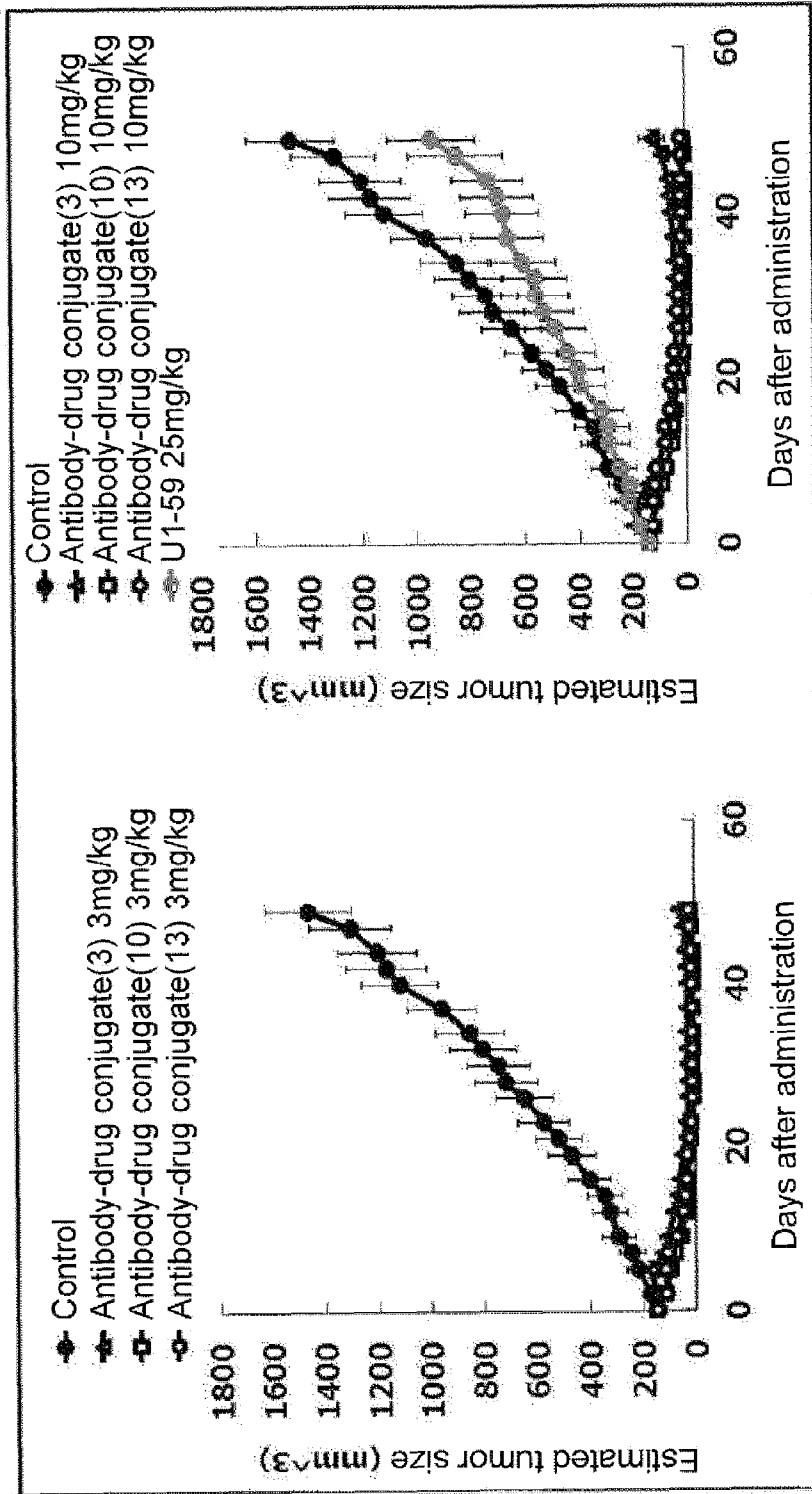 Control
Antibody-drug conjugate(3) 3mg/kg
Antibody-drug conjugate(10) 3mg/kg
Antibody-drug conjugate(13) 3mg/kg
Estimated tumor size (mm^3)
1800
1600
1400
1200
1000
800
600
400
200
0
0
20
40
60
Days after administration
Control
Antibody-drug conjugate(3) 10mg/kg
Antibody-drug conjugate(10) 10mg/kg
Antibody-drug conjugate(13) 10mg/kg
U1-59 25mg/kg
Estimated tumor size (mm^3)
1800
1600
1400
1200
1000
800
600
400
200
0
0
20
40
60
Days after administration